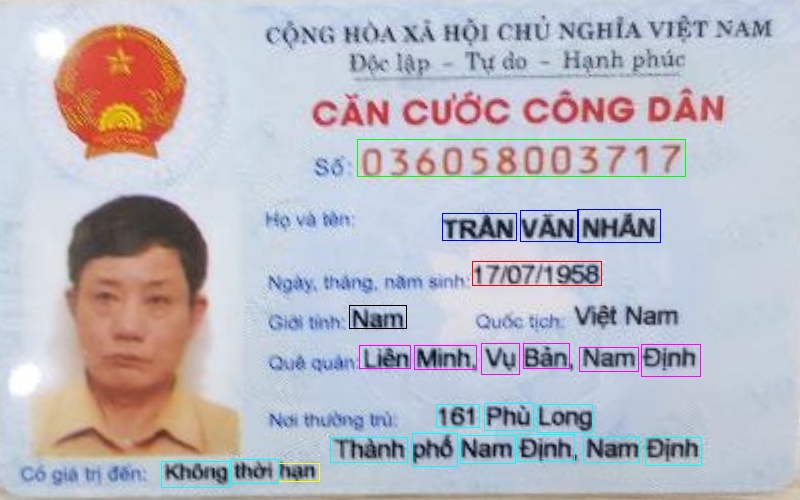 CỘNG HÒA XÃ HỘI CHỦ NGHĨA VIỆT NAM
Độc lập - Tự do - Hạnh phúc
CĂN CƯỚC CÔNG DÂN
Số: 036058003717
Họ và tên: TRẦN VĂN NHÂN
Ngày, tháng, năm sinh: 17/07/1958
Giới tính: Nam Quốc tịch: Việt Nam
Quê quán: Liên Minh, Vụ Bản, Nam Định
Nơi thường trú: 161 Phù Long
Thành phố Nam Định, Nam Định
Có giá trị đến: Không thời hạn